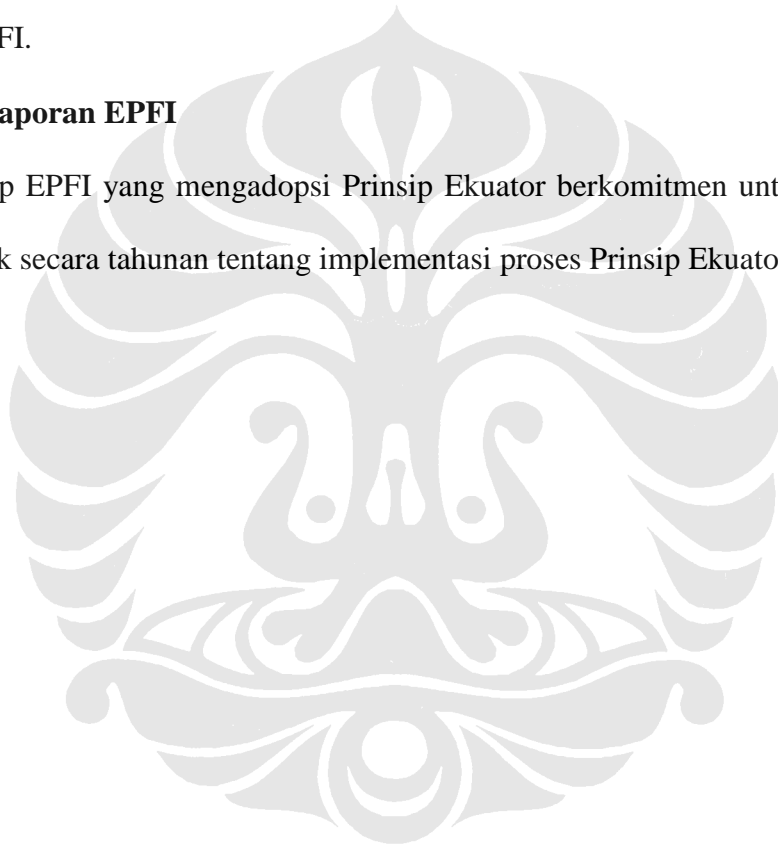 FI.
aporan EPFI
p EPFI yang mengadopsi Prinsip Ekuator berkomitmen unt
k secara tahunan tentang implementasi proses Prinsip Ekuato